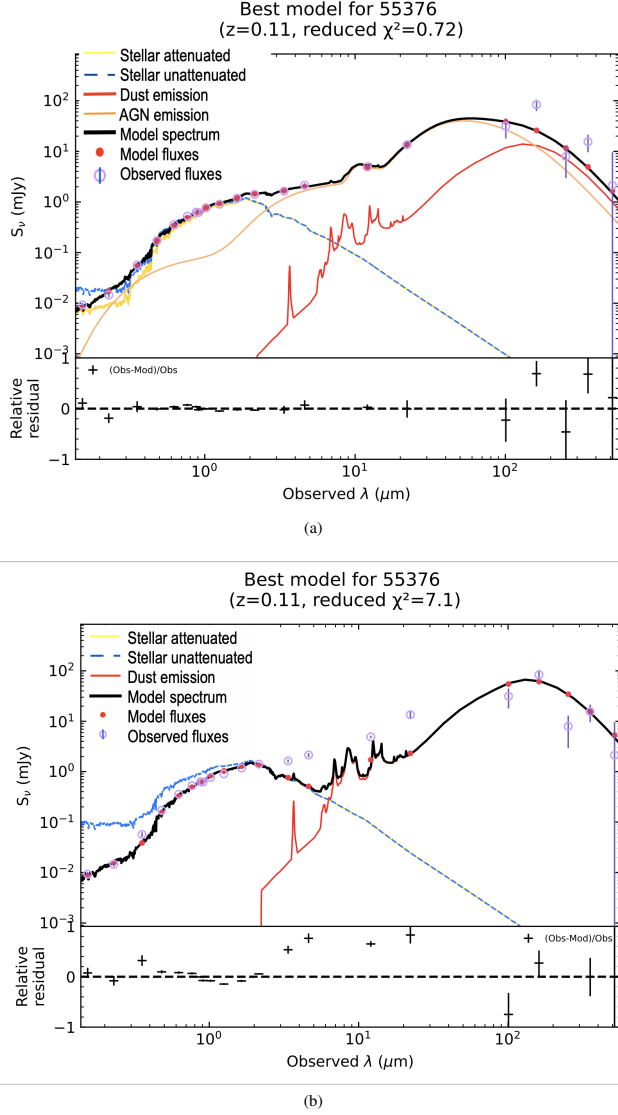 Best model for 55376
(z=0.11, reduced χ²=0.72)
Stellar attenuated
Stellar unattenuated
Dust emission
AGN emission
Model spectrum
Model fluxes
Observed fluxes
10²
10¹
10⁰
10⁻¹
10⁻²
10⁻³
Sν (mJy)
(Obs-Mod)/Obs
1
0
−1
Relative
residual
10⁰ 10¹ 10²
Observed λ (μm)
(a)
Best model for 55376
(z=0.11, reduced χ²=7.1)
Stellar attenuated
Stellar unattenuated
Dust emission
Model spectrum
Model fluxes
Observed fluxes
10²
10¹
10⁰
10⁻¹
10⁻²
10⁻³
Sν (mJy)
(Obs-Mod)/Obs
1
0
−1
Relative
residual
10⁰ 10¹ 10²
Observed λ (μm)
(b)